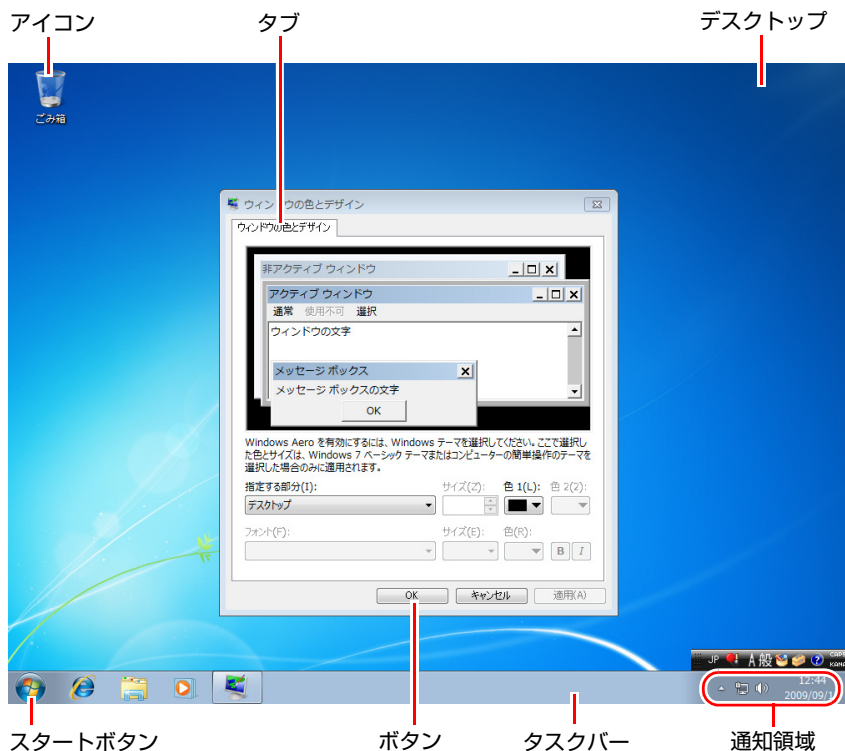 アイコン
タブ
デスクトップ
ごみ箱
ウィンドウの色とデザイン
ウィンドウの色とデザイン
非アクティブ ウィンドウ
アクティブ ウィンドウ
通常 使用不可 選択
ウィンドウの文字
メッセージ ボックス
メッセージ ボックスの文字
OK
Windows Aero を有効にするには、Windows テーマを選択してください。ここで選択し
た色とサイズは、Windows 7 ベーシック テーマまたはコンピューターの簡単操作のテーマを
選択した場合のみに適用されます。
指定する部分(I): サイズ(Z): 色 1(L): 色 2(2):
デスクトップ
フォント(F): サイズ(E): 色(R):
B I
OK キャンセル 適用(A)
JP A 般 CAPS
KANA
12:44
2009/09/1
スタートボタン
ボタン
タスクバー
通知領域